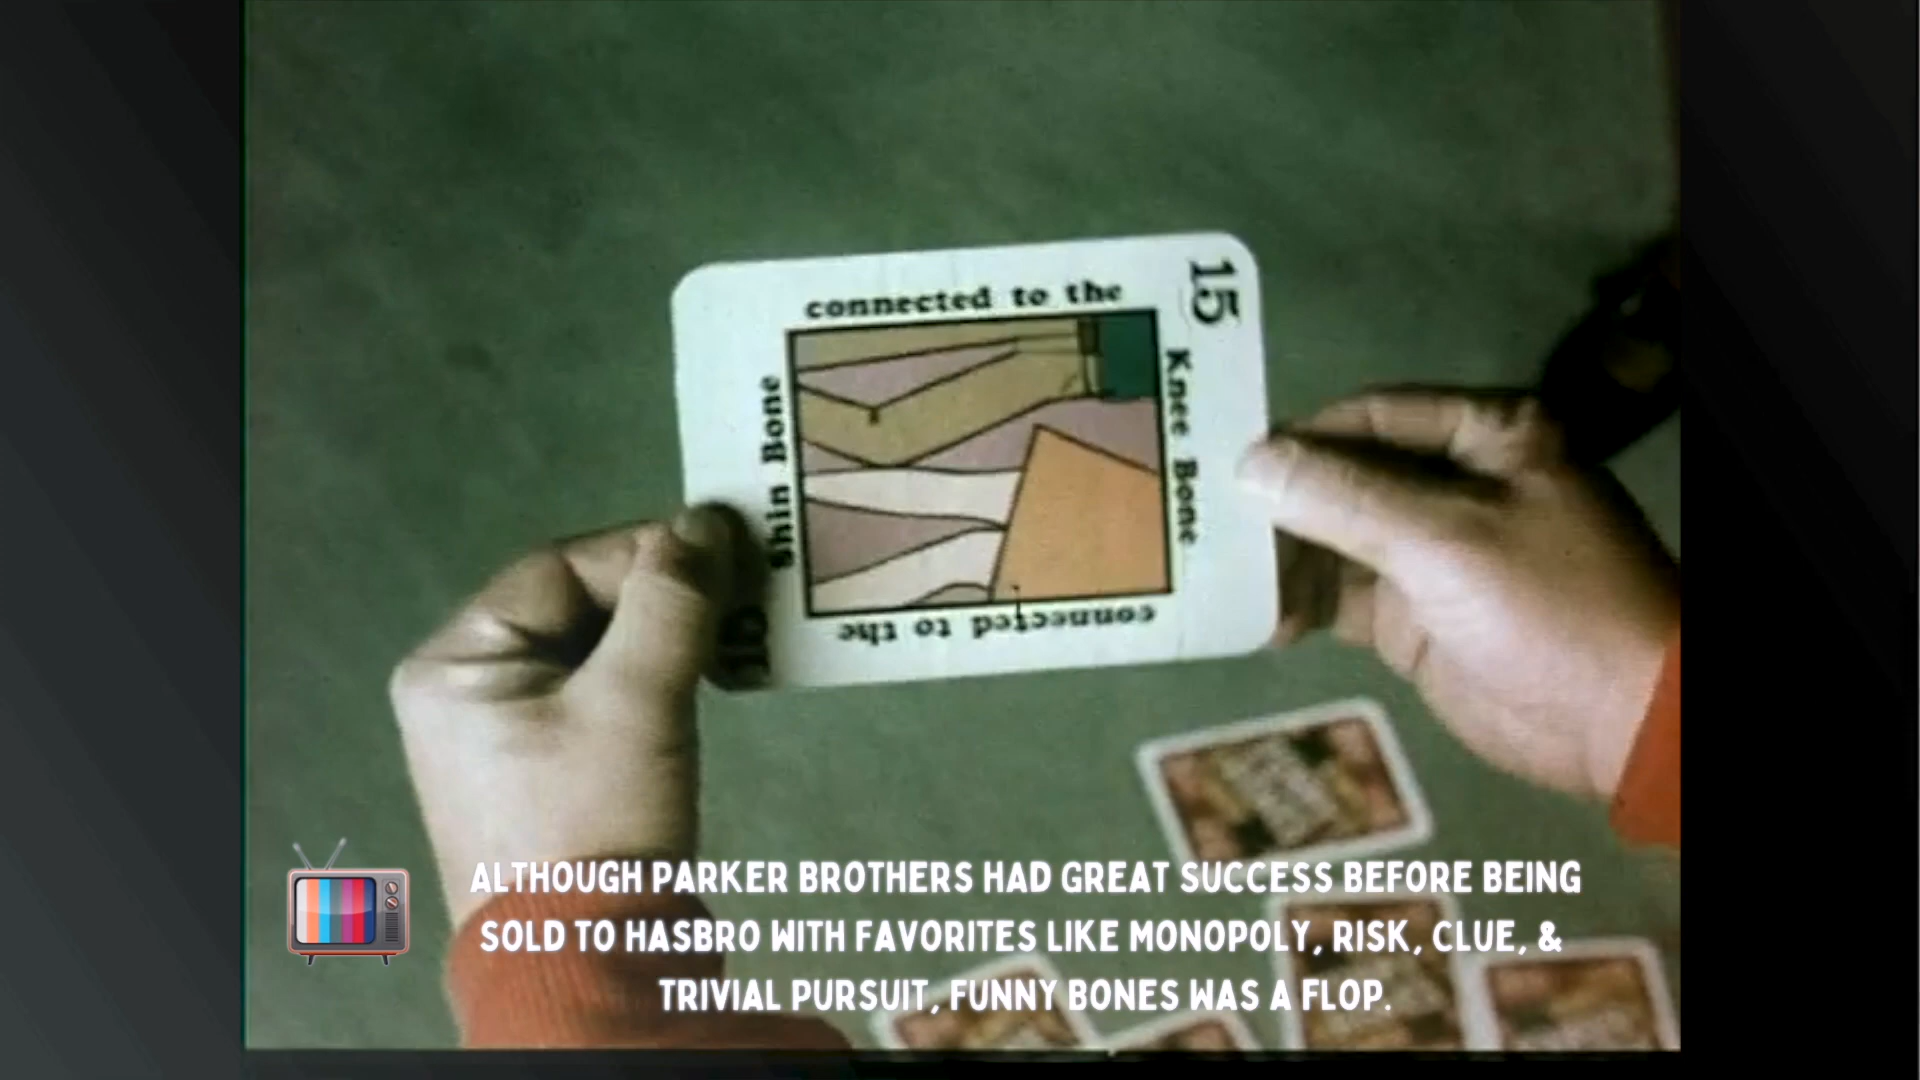 connected to the
15
Knee Bone
Shin Bone
connected to the
ALTHOUGH PARKER BROTHERS HAD GREAT SUCCESS BEFORE BEING
SOLD TO HASBRO WITH FAVORITES LIKE MONOPOLY, RISK, CLUE, &
TRIVIAL PURSUIT, FUNNY BONES WAS A FLOP.